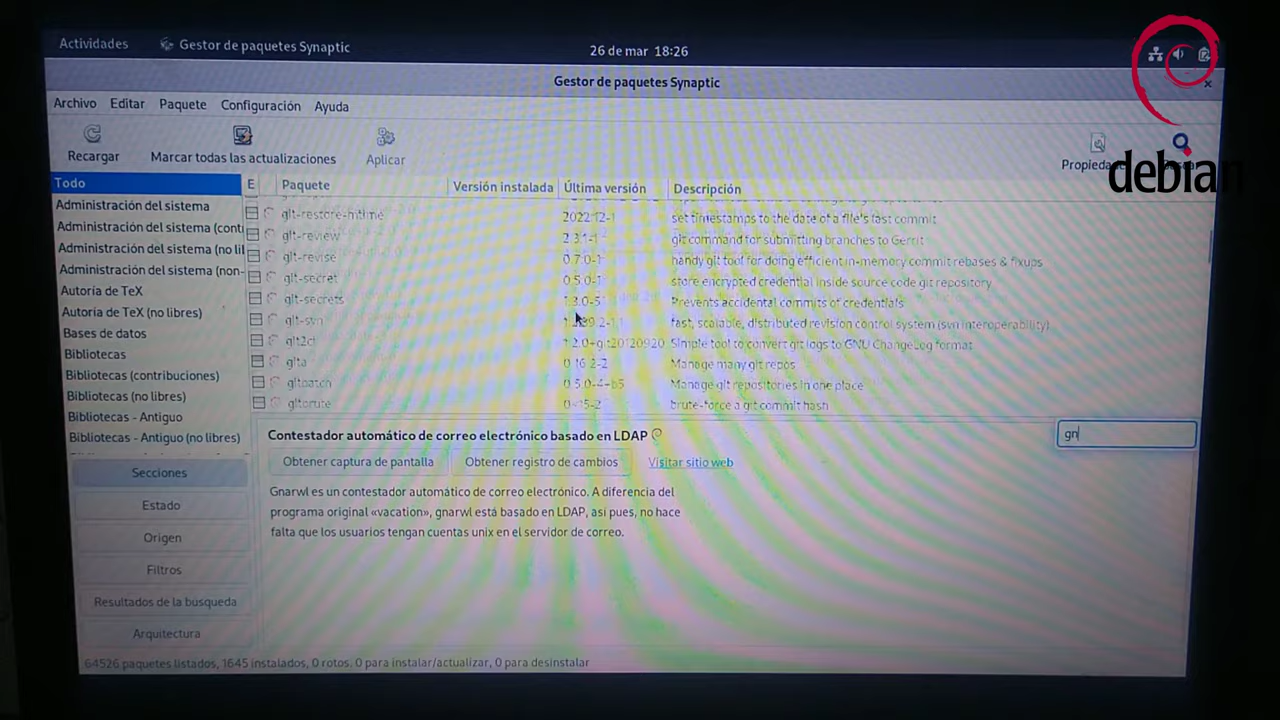 Actividades
Gestor de paquetes Synaptic
26 de mar 18:26
Gestor de paquetes Synaptic
×
Archivo Editar Paquete Configuración Ayuda
Recargar Marcar todas las actualizaciones Aplicar
debian
E Paquete Versión instalada Última versión Descripción
Todo
Administración del sistema
Administración del sistema (cont
Administración del sistema (no li
Administración del sistema (non-
Autoría de TeX
Autoría de TeX (no libres)
Bases de datos
Bibliotecas
Bibliotecas (contribuciones)
Bibliotecas (no libres)
Bibliotecas - Antiguo
Bibliotecas - Antiguo (no libres)
git-restore-mtime 2022.12-1 set timestamps to the date of a file's last commit
git-review 2.3.1-1 git command for submitting branches to Gerrit
git-revise 0.7.0-1 handy git tool for doing efficient in-memory commit rebases & fixups
git-secret 0.5.0-1 store encrypted credential inside source code git repository
git-secrets 1.3.0-5 Prevents accidental commits of credentials
git-svn fast, scalable, distributed revision control system (svn interoperability)
git2cl Simple tool to convert git logs to GNU ChangeLog format
gita 0.16.2-2 Manage many git repos
gitbatch Manage git repositories in one place
gitbrute brute-force a git commit hash
gn
Contestador automático de correo electrónico basado en LDAP
Obtener captura de pantalla Obtener registro de cambios Visitar sitio web
Gnarwl es un contestador automático de correo electrónico. A diferencia del
programa original «vacation», gnarwl está basado en LDAP, así pues, no hace
falta que los usuarios tengan cuentas unix en el servidor de correo.
Secciones
Estado
Origen
Filtros
Resultados de la busqueda
Arquitectura
64526 paquetes listados, 1645 instalados, 0 rotos. 0 para instalar/actualizar, 0 para desinstalar